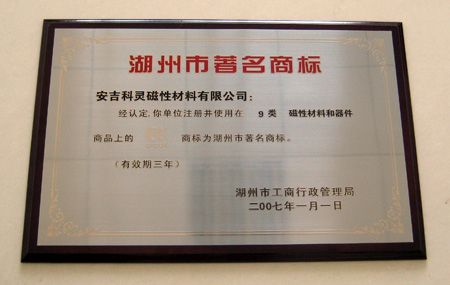 湖州市著名商标
安吉科灵磁性材料有限公司：
经认定，你单位注册并使用在 9 类 磁性材料和器件
商品上的 商标为湖州市著名商标。
（有效期三年）
湖州市工商行政管理局
二00七年一月一日